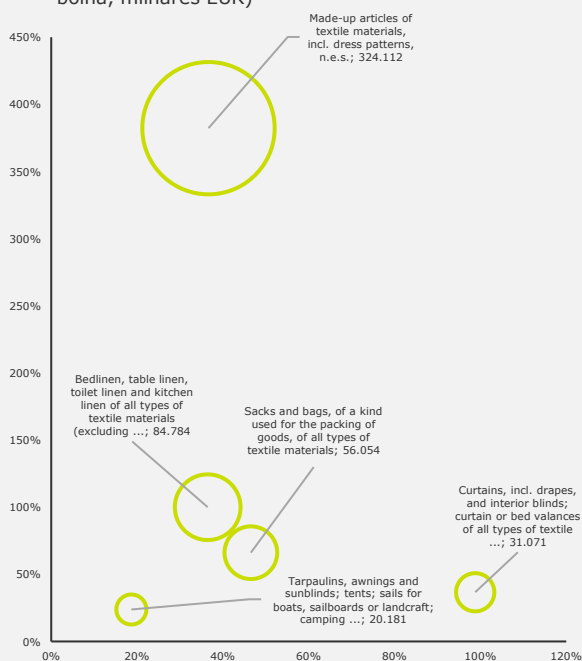 bolha; milhares EUR)
Made-up articles of
textile materials,
incl. dress patterns,
n.e.s.; 324.112
450%
400%
350%
300%
250%
200%
150%
100%
50%
0%
Bedlinen, table linen,
toilet linen and kitchen
linen of all types of
textile materials
(excluding ...; 84.784
Sacks and bags, of a kind
used for the packing of
goods, of all types of
textile materials; 56.054
Curtains, incl. drapes,
and interior blinds;
curtain or bed valances
of all types of textile
...; 31.071
Tarpaulins, awnings and
sunblinds; tents; sails for
boats, sailboards or landcraft;
camping ...; 20.181
0% 20% 40% 60% 80% 100% 120%